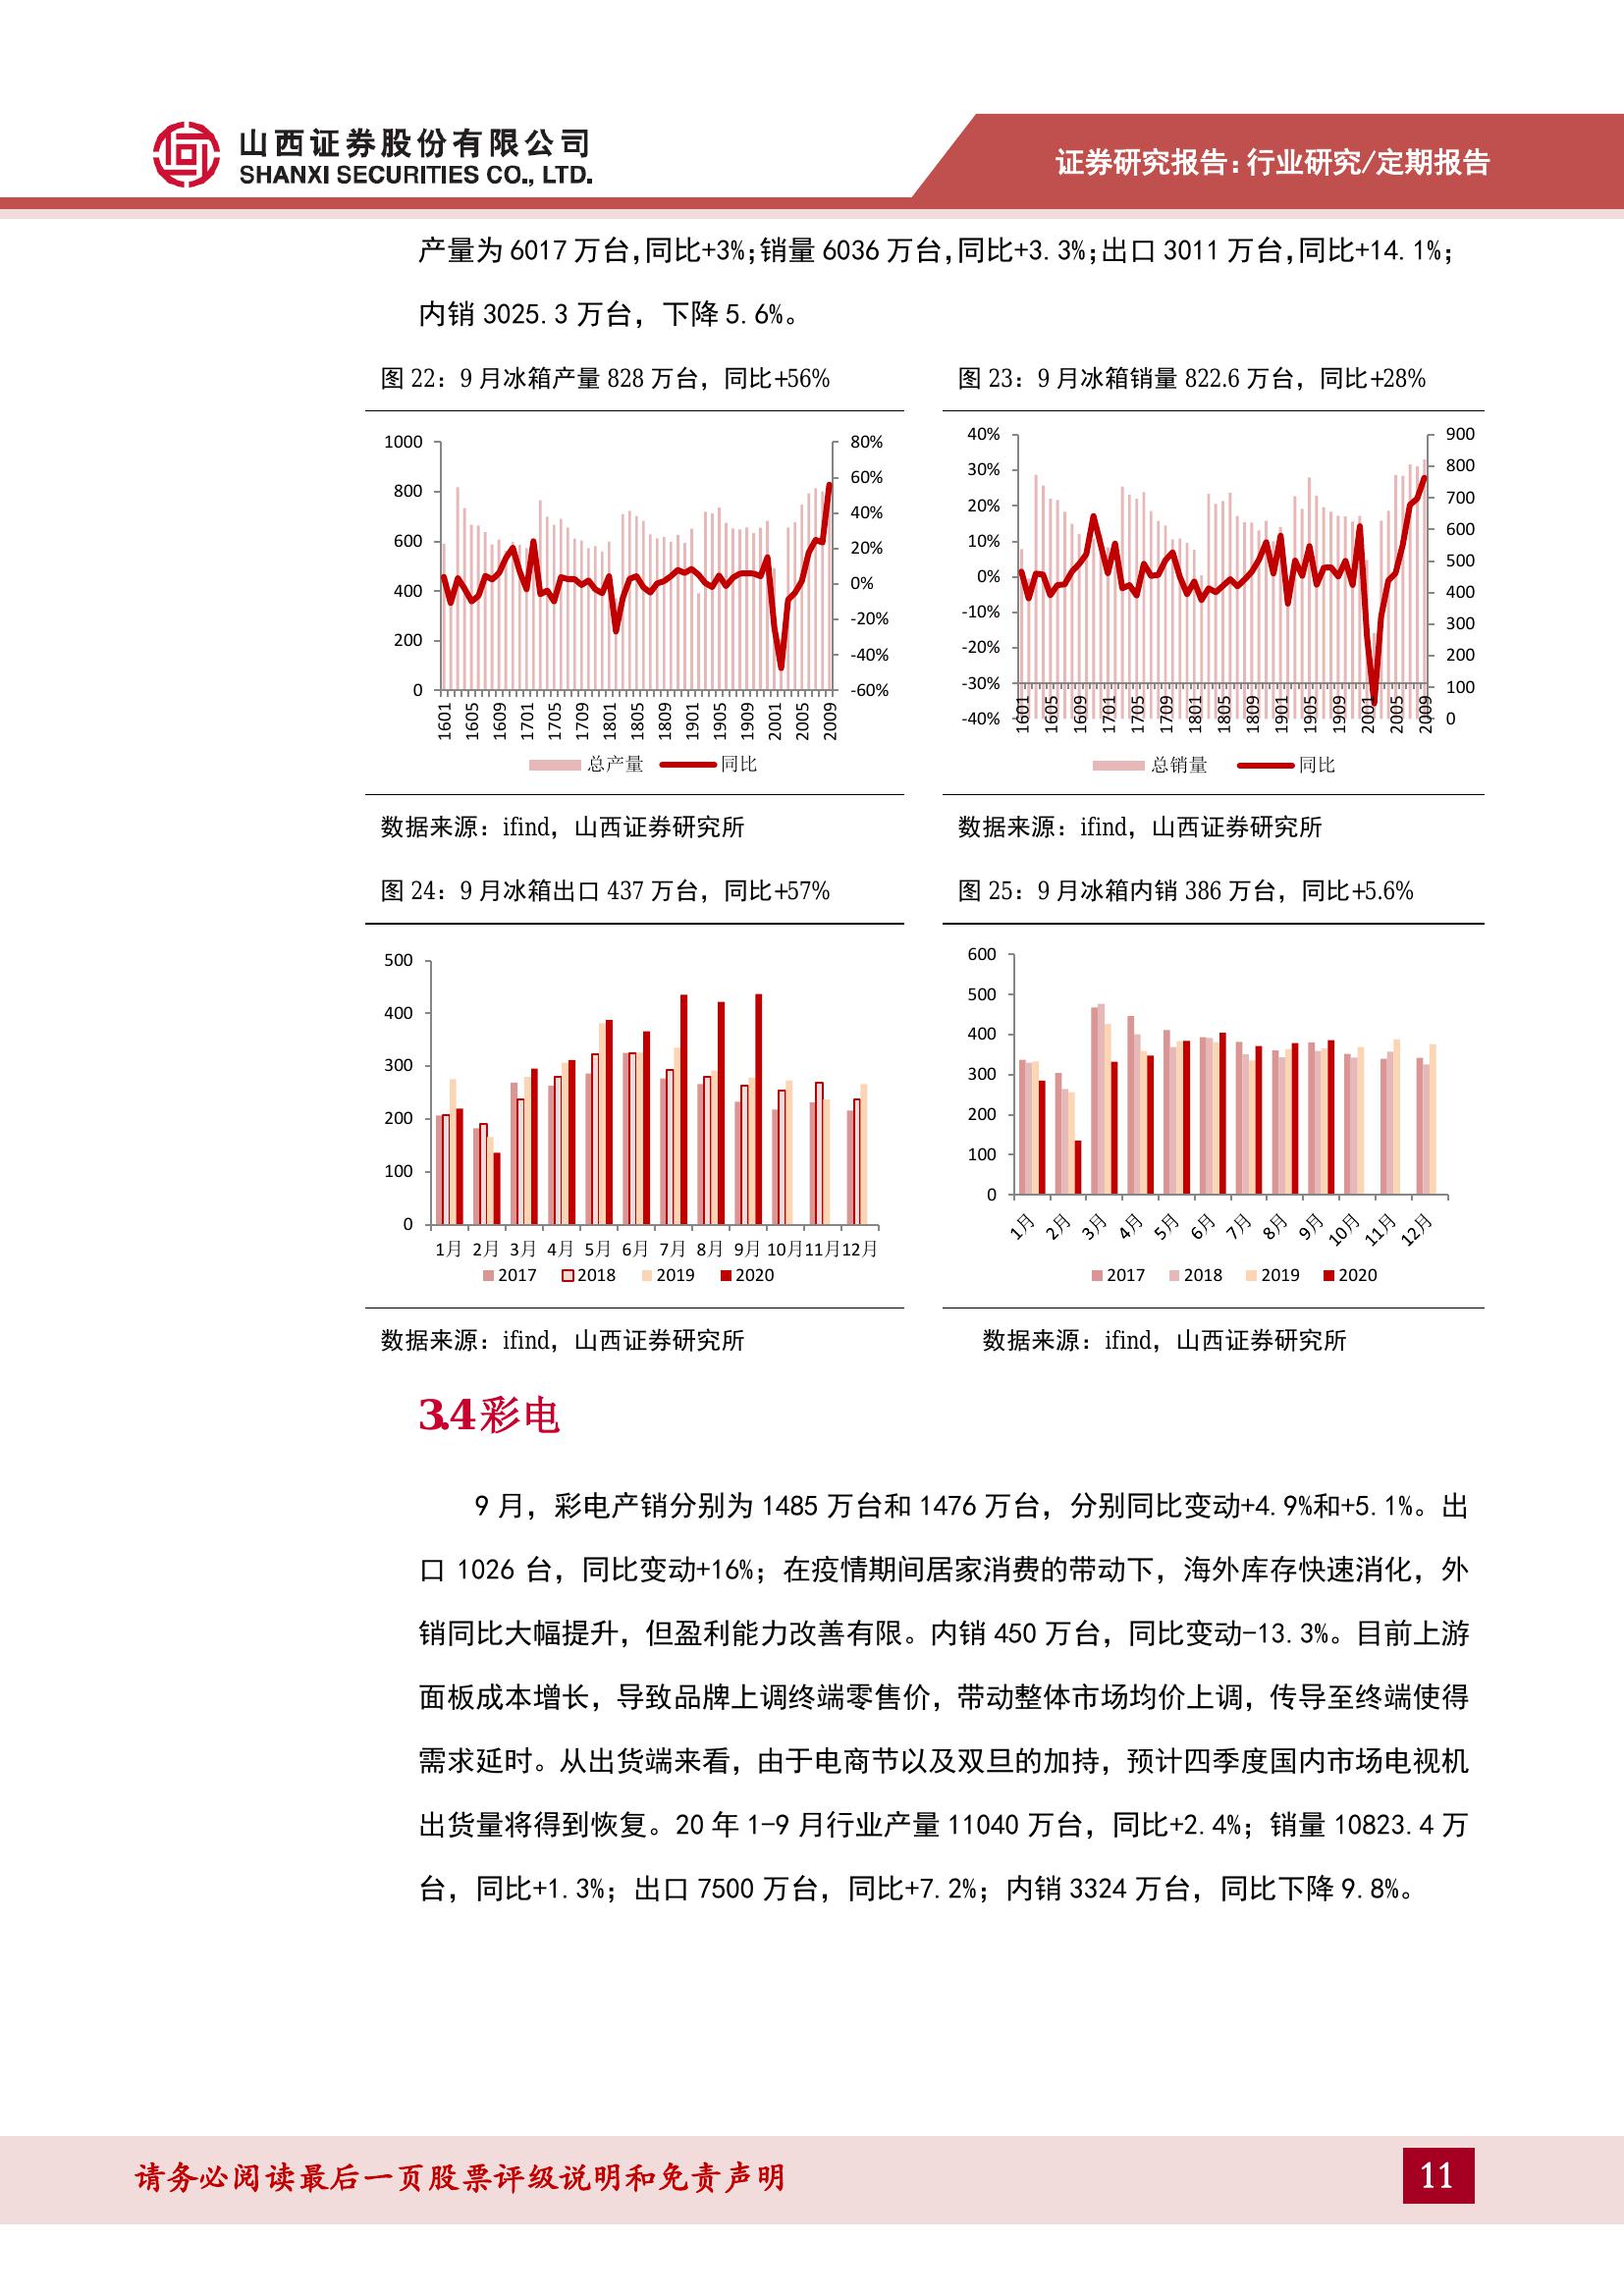 山西证券股份有限公司
SHANXI SECURITIES CO., LTD.
证券研究报告:行业研究/定期报告
产量为 6017 万台,同比+3%;销量 6036 万台,同比+3.3%;出口 3011 万台,同比+14.1%;
内销 3025.3 万台，下降 5.6%。
图 22：9 月冰箱产量 828 万台，同比+56%
图 23：9 月冰箱销量 822.6 万台，同比+28%
1000
800
600
400
200
0
80%
60%
40%
20%
0%
-20%
-40%
-60%
1601 1605 1609 1701 1705 1709 1801 1805 1809 1901 1905 1909 2001 2005 2009
总产量 同比
40%
30%
20%
10%
0%
-10%
-20%
-30%
-40%
900
800
700
600
500
400
300
200
100
0
1601 1605 1609 1701 1705 1709 1801 1805 1809 1901 1905 1909 2001 2005 2009
总销量 同比
数据来源：ifind，山西证券研究所
数据来源：ifind，山西证券研究所
图 24：9 月冰箱出口 437 万台，同比+57%
图 25：9 月冰箱内销 386 万台，同比+5.6%
500
400
300
200
100
0
1月 2月 3月 4月 5月 6月 7月 8月 9月 10月 11月 12月
2017 2018 2019 2020
600
500
400
300
200
100
0
1月 2月 3月 4月 5月 6月 7月 8月 9月 10月 11月 12月
2017 2018 2019 2020
数据来源：ifind，山西证券研究所
数据来源：ifind，山西证券研究所
3.4 彩电
9 月，彩电产销分别为 1485 万台和 1476 万台，分别同比变动+4.9%和+5.1%。出
口 1026 台，同比变动+16%；在疫情期间居家消费的带动下，海外库存快速消化，外
销同比大幅提升，但盈利能力改善有限。内销 450 万台，同比变动-13.3%。目前上游
面板成本增长，导致品牌上调终端零售价，带动整体市场均价上调，传导至终端使得
需求延时。从出货端来看，由于电商节以及双旦的加持，预计四季度国内市场电视机
出货量将得到恢复。20 年 1-9 月行业产量 11040 万台，同比+2.4%；销量 10823.4 万
台，同比+1.3%；出口 7500 万台，同比+7.2%；内销 3324 万台，同比下降 9.8%。
请务必阅读最后一页股票评级说明和免责声明
11